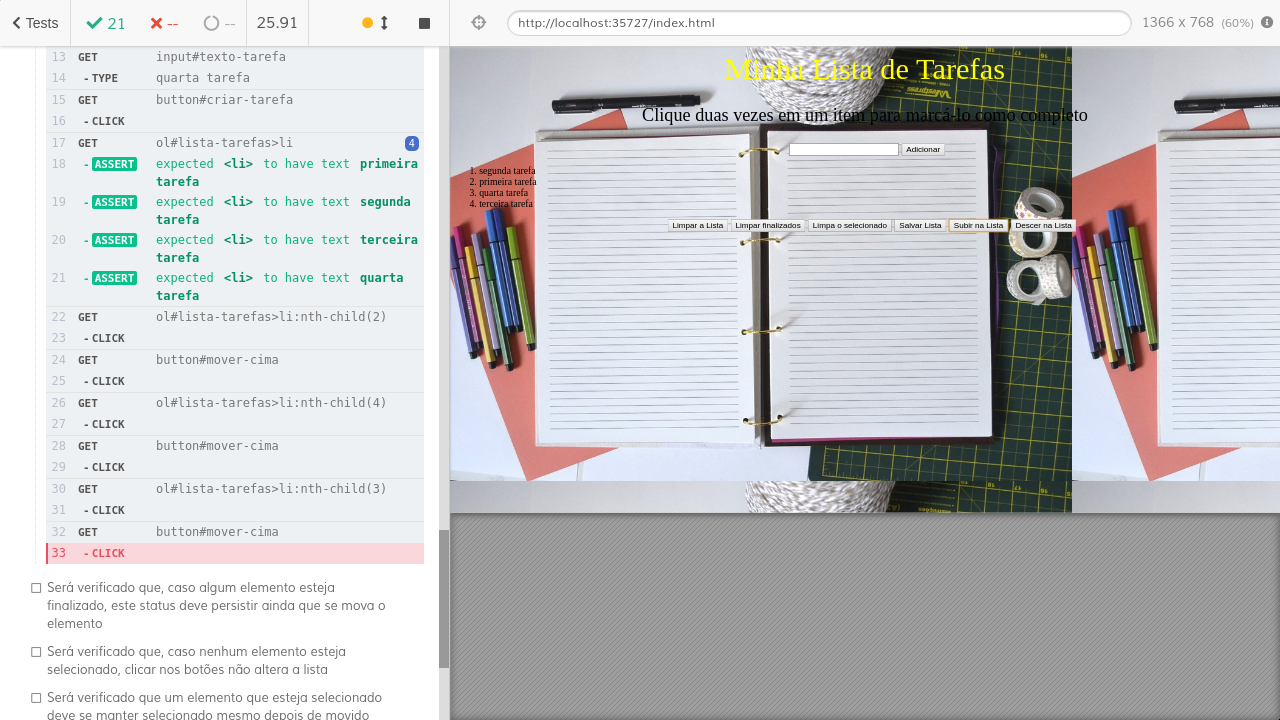 Tests
21
--
--
25.91
http://localhost:35727/index.html
1366 x 768 (60%)
13 GET input#texto-tarefa
14 -TYPE quarta tarefa
15 GET button#criar-tarefa
16 -CLICK
17 GET ol#lista-tarefas>li 4
18 -ASSERT expected <li> to have text primeira
tarefa
19 -ASSERT expected <li> to have text segunda
tarefa
20 -ASSERT expected <li> to have text terceira
tarefa
21 -ASSERT expected <li> to have text quarta
tarefa
22 GET ol#lista-tarefas>li:nth-child(2)
23 -CLICK
24 GET button#mover-cima
25 -CLICK
26 GET ol#lista-tarefas>li:nth-child(4)
27 -CLICK
28 GET button#mover-cima
29 -CLICK
30 GET ol#lista-tarefas>li:nth-child(3)
31 -CLICK
32 GET button#mover-cima
33 -CLICK
Será verificado que, caso algum elemento esteja
finalizado, este status deve persistir ainda que se mova o
elemento
Será verificado que, caso nenhum elemento esteja
selecionado, clicar nos botões não altera a lista
Será verificado que um elemento que esteja selecionado
deve se manter selecionado mesmo depois de movido
Minha Lista de Tarefas
Clique duas vezes em um item para marcá-lo como completo
Adicionar
1. segunda tarefa
2. primeira tarefa
3. quarta tarefa
4. terceira tarefa
Limpar a Lista
Limpar finalizados
Limpa o selecionado
Salvar Lista
Subir na Lista
Descer na Lista